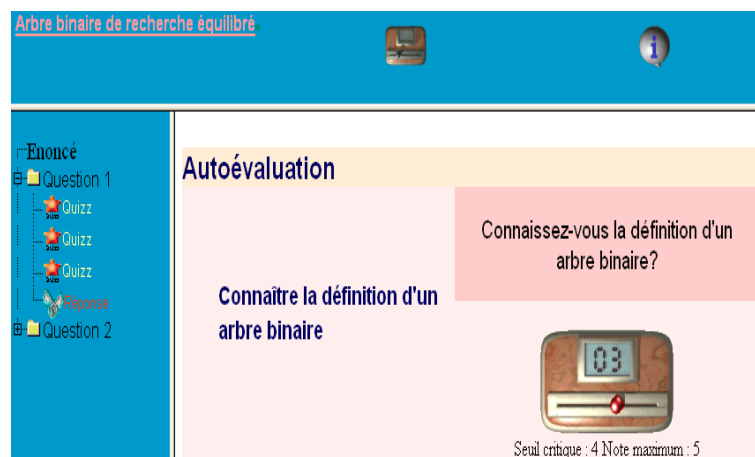 Arbre binaire de recherche équilibré
i
Enoncé
Question 1
Quizz
Quizz
Quizz
Réponse
Question 2
Autoévaluation
Connaître la définition d'un
arbre binaire
Connaissez-vous la définition d'un
arbre binaire?
03
Seuil critique : 4 Note maximum : 5